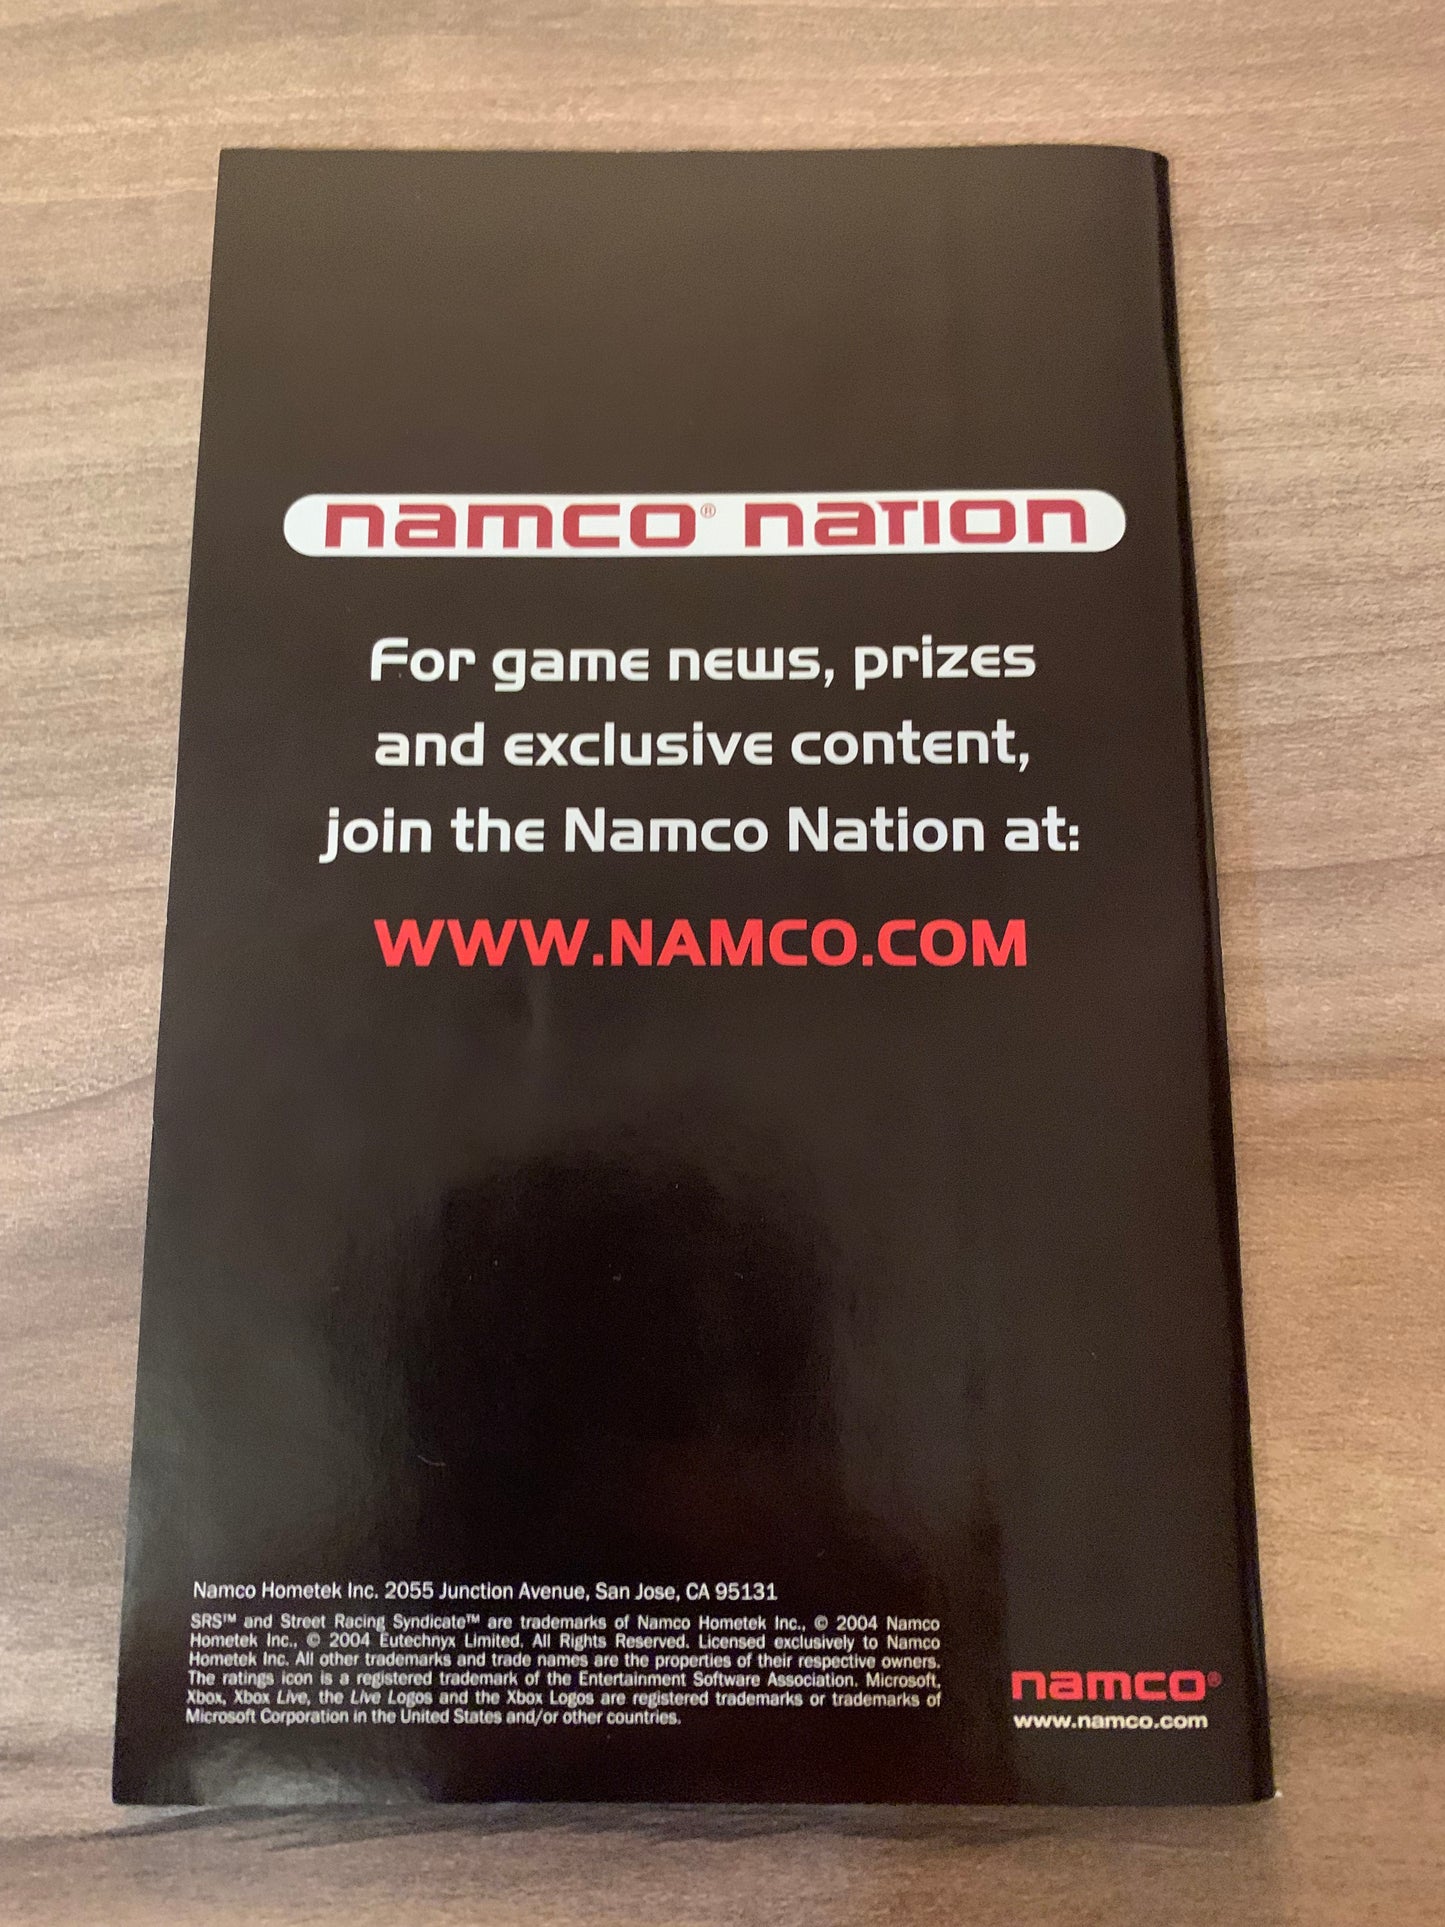 namco® nation
For game news, prizes
and exclusive content,
join the Namco Nation at:
WWW.NAMCO.COM
Namco Hometek Inc. 2055 Junction Avenue, San Jose, CA 95131
SRS™ and Street Racing Syndicate™ are trademarks of Namco Hometek Inc., © 2004 Namco
Hometek Inc., © 2004 Eutechnyx Limited. All Rights Reserved. Licensed exclusively to Namco
Hometek Inc. All other trademarks and trade names are the properties of their respective owners.
The ratings icon is a registered trademark of the Entertainment Software Association. Microsoft,
Xbox, Xbox Live, the Live Logos and the Xbox Logos are registered trademarks or trademarks of
Microsoft Corporation in the United States and/or other countries.
namco®
www.namco.com